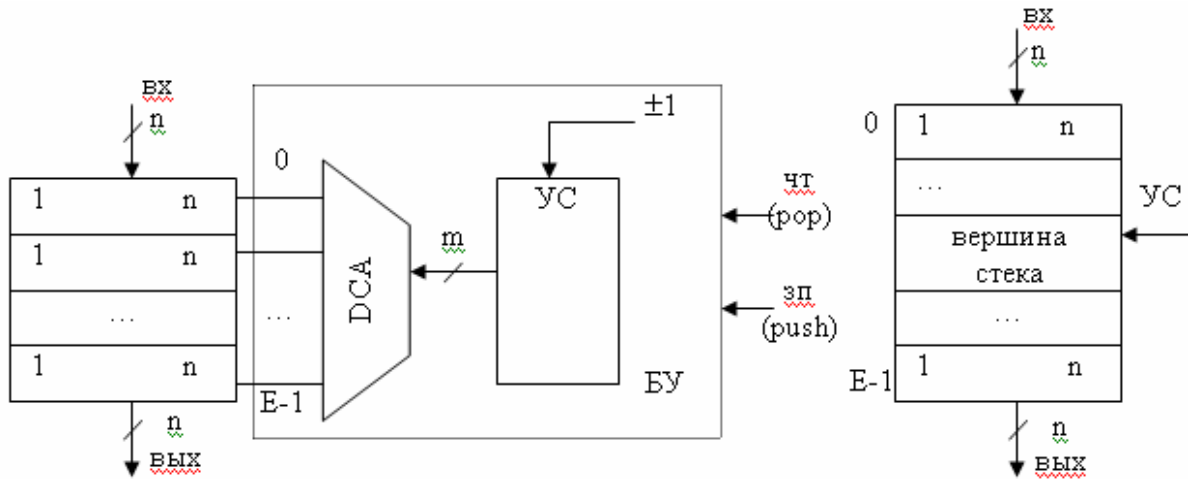 вх
n
1 n
1 n
...
1 n
n
вых
0
...
E-1
DCA
m
±1
УС
БУ
чт
(pop)
зп
(push)
вх
n
0
1 n
...
вершина
стека
...
E-1
1 n
УС
n
вых